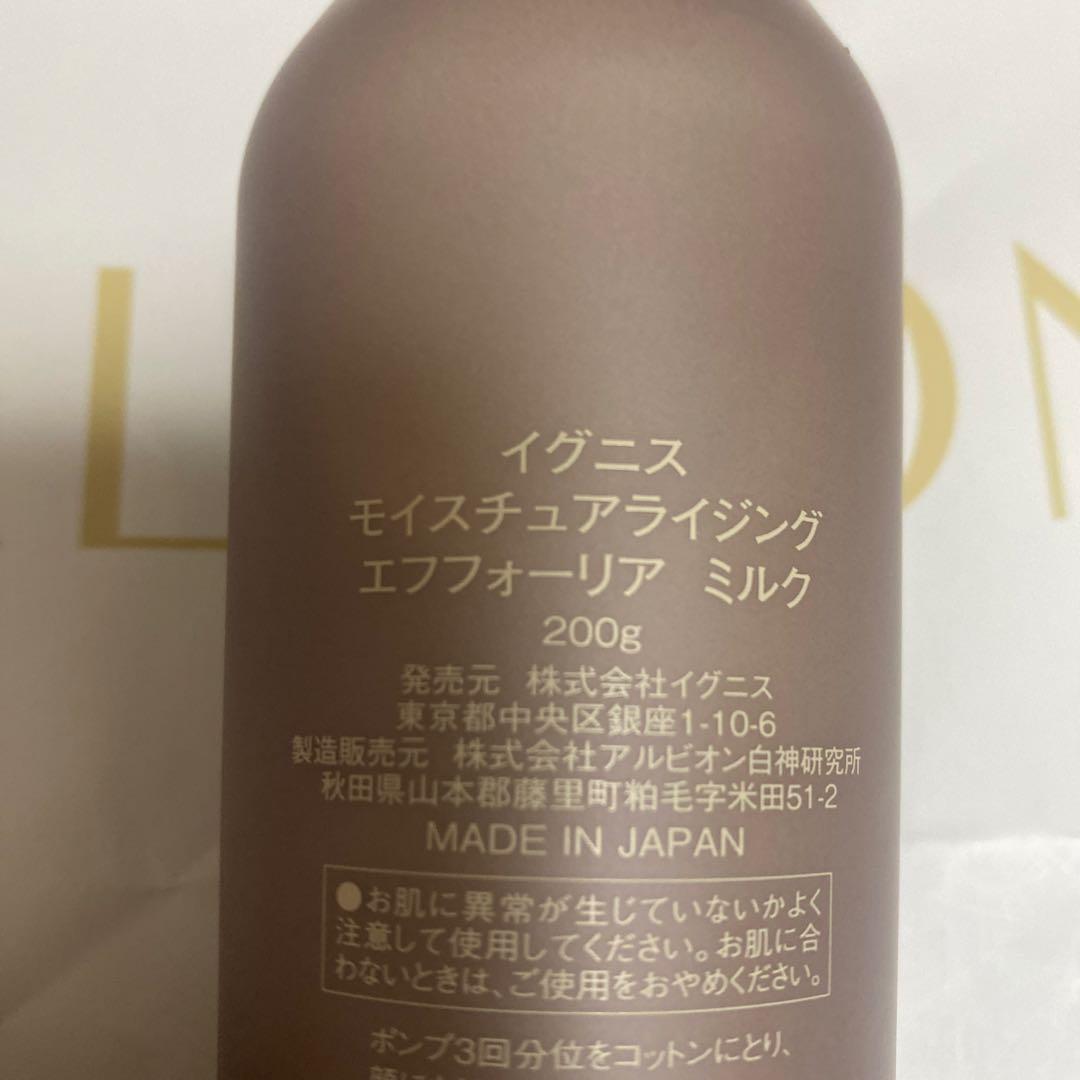 L
ON
イグニス
モイスチュアライジング
エフフォーリア ミルク
200g
発売元 株式会社イグニス
東京都中央区銀座1-10-6
製造販売元 株式会社アルビオン白神研究所
秋田県山本郡藤里町粕毛字米田51-2
MADE IN JAPAN
●お肌に異常が生じていないかよく
注意して使用してください。お肌に合
わないときは、ご使用をおやめください。
ポンプ3回分位をコットンにとり、